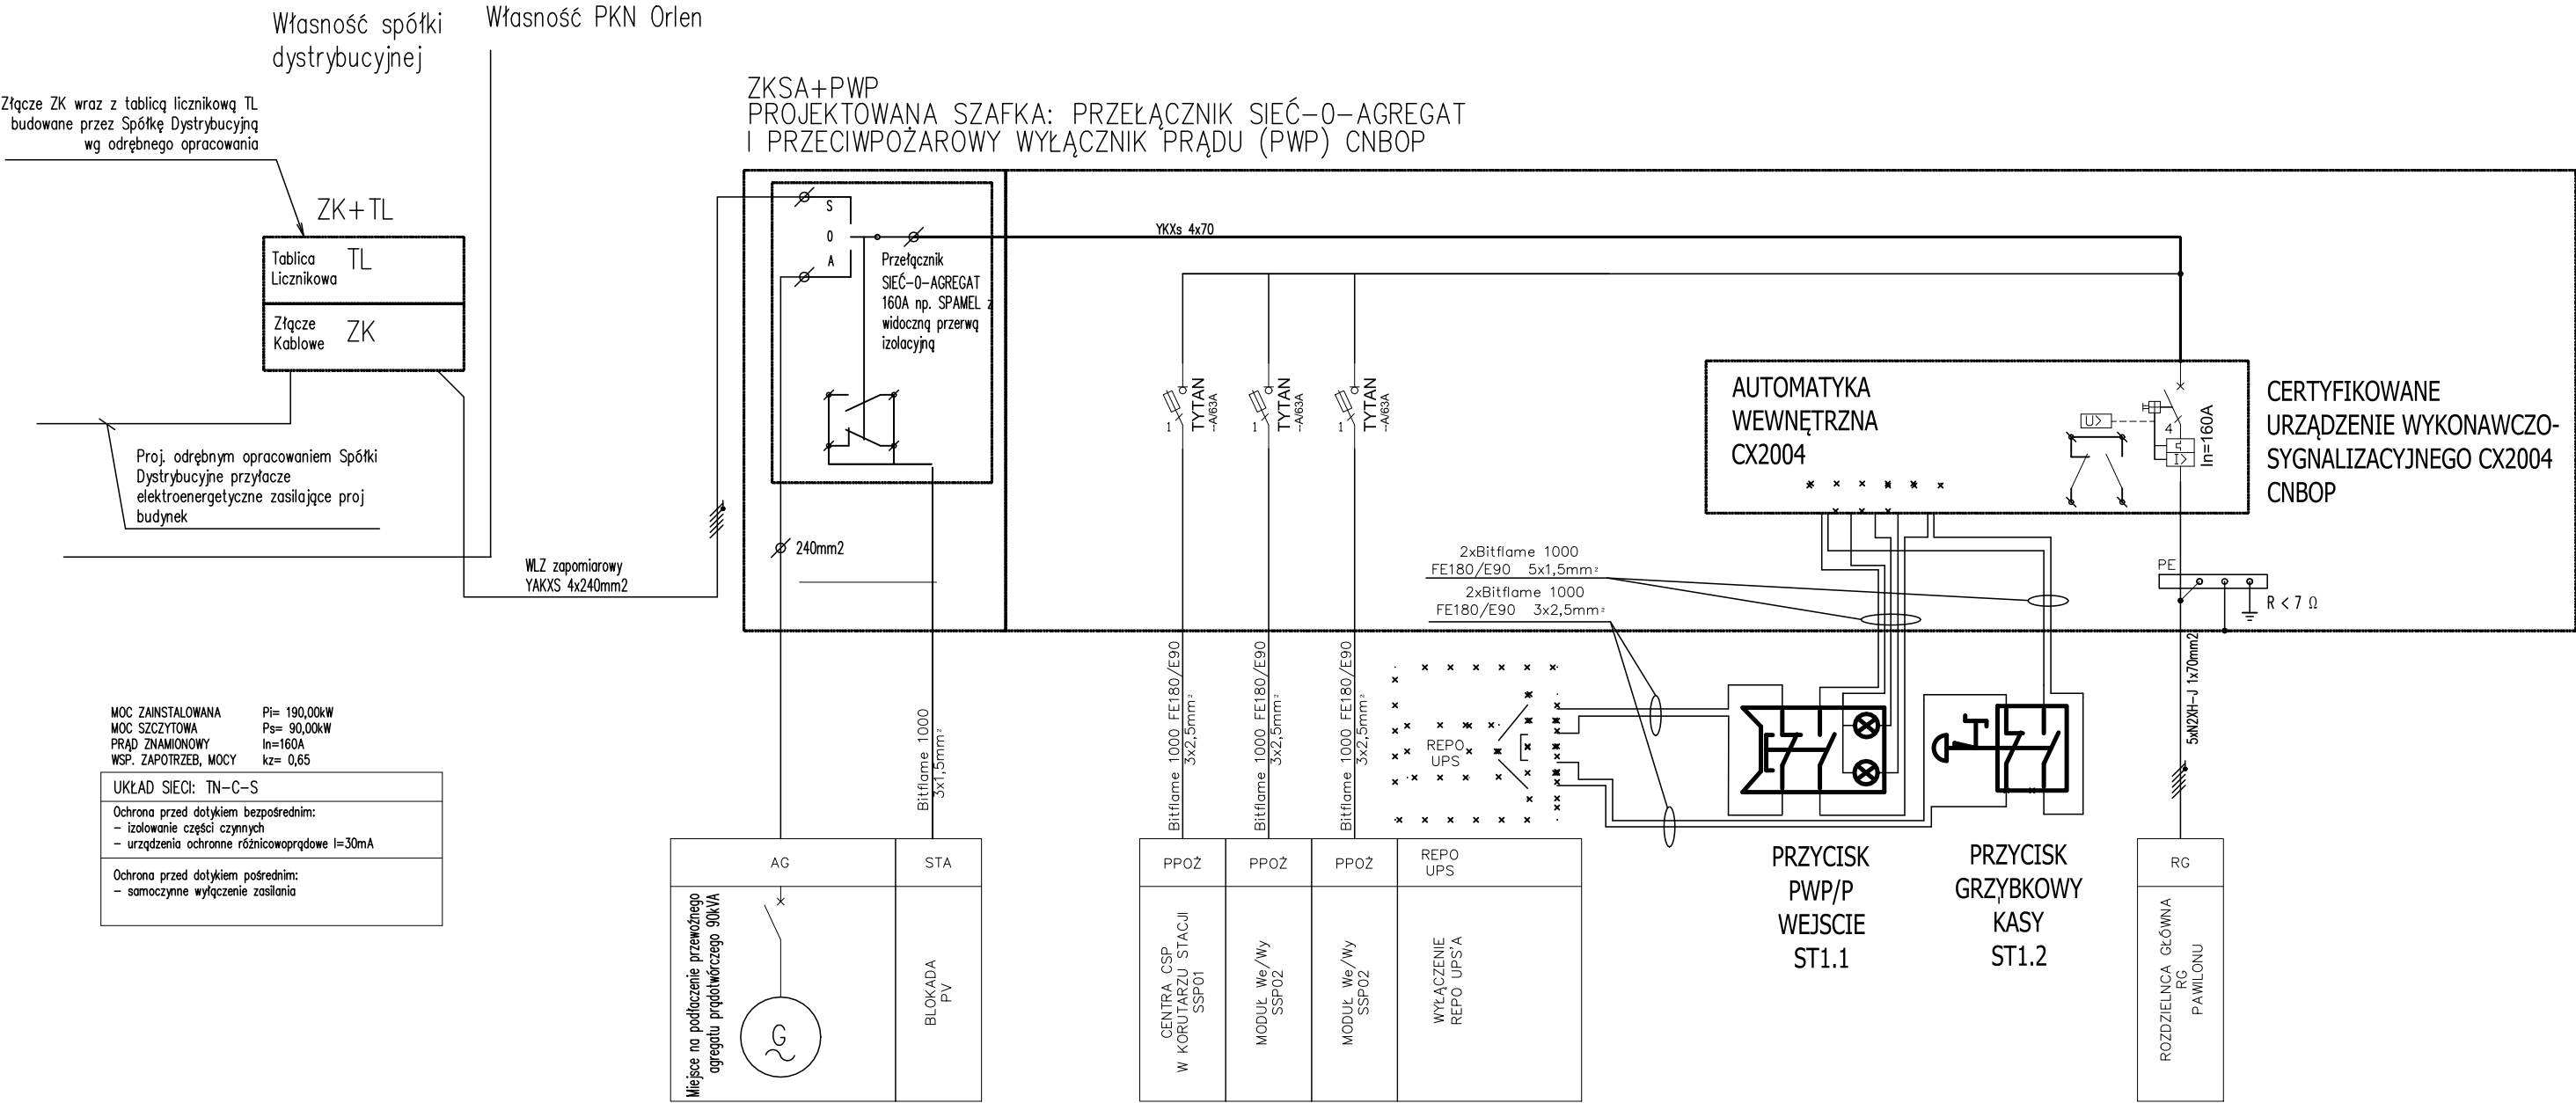 Własność spółki
dystrybucyjnej
Własność PKN Orlen
Złącze ZK wraz z tablicą licznikową TL
budowane przez Spółkę Dystrybucyjną
wg odrębnego opracowania
ZK+TL
Tablica
Licznikowa
TL
Złącze
Kablowe
ZK
Proj. odrębnym opracowaniem Spółki
Dystrybucyjne przyłacze
elektroenergetyczne zasilające proj
budynek
WLZ zapomiarowy
YAKXS 4x240mm2
ZKSA+PWP
PROJEKTOWANA SZAFKA: PRZEŁĄCZNIK SIEĆ-0-AGREGAT
I PRZECIWPOŻAROWY WYŁĄCZNIK PRĄDU (PWP) CNBOP
S
0
A
Przełącznik
SIEĆ-0-AGREGAT
160A np. SPAMEL z
widoczną przerwą
izolacyjną
240mm2
YKXs 4x70
1
TYTAN
--A/63A
1
TYTAN
--A/63A
1
TYTAN
--A/63A
AUTOMATYKA
WEWNĘTRZNA
CX2004
U>
4
I>
In=160A
CERTYFIKOWANE
URZĄDZENIE WYKONAWCZO-
SYGNALIZACYJNEGO CX2004
CNBOP
2xBitflame 1000
FE180/E90 5x1,5mm²
2xBitflame 1000
FE180/E90 3x2,5mm²
PE
R < 7 Ω
5xN2XH-J 1x70mm2
Bitflame 1000
3x1,5mm²
Bitflame 1000 FE180/E90
3x2,5mm²
Bitflame 1000 FE180/E90
3x2,5mm²
Bitflame 1000 FE180/E90
3x2,5mm²
REPO
UPS
MOC ZAINSTALOWANA Pi= 190,00kW
MOC SZCZYTOWA Ps= 90,00kW
PRĄD ZNAMIONOWY In=160A
WSP. ZAPOTRZEB, MOCY kz= 0,65
UKŁAD SIECI: TN-C-S
Ochrona przed dotykiem bezpośrednim:
- izolowanie części czynnych
- urządzenia ochronne różnicowoprądowe I=30mA
Ochrona przed dotykiem pośrednim:
- samoczynne wyłączenie zasilania
AG
STA
Miejsce na podłączenie przewoźnego
agregatu prądotwórczego 90kVA
G
BLOKADA
PV
PPOŻ
PPOŻ
PPOŻ
REPO
UPS
CENTRA CSP
W KORUTARZU STACJI
SSP01
MODUŁ We/Wy
SSP02
MODUŁ We/Wy
SSP02
WYŁĄCZENIE
REPO UPS'A
PRZYCISK
PWP/P
WEJSCIE
ST1.1
PRZYCISK
GRZYBKOWY
KASY
ST1.2
RG
ROZDZIELNCA GŁÓWNA
RG
PAWILONU